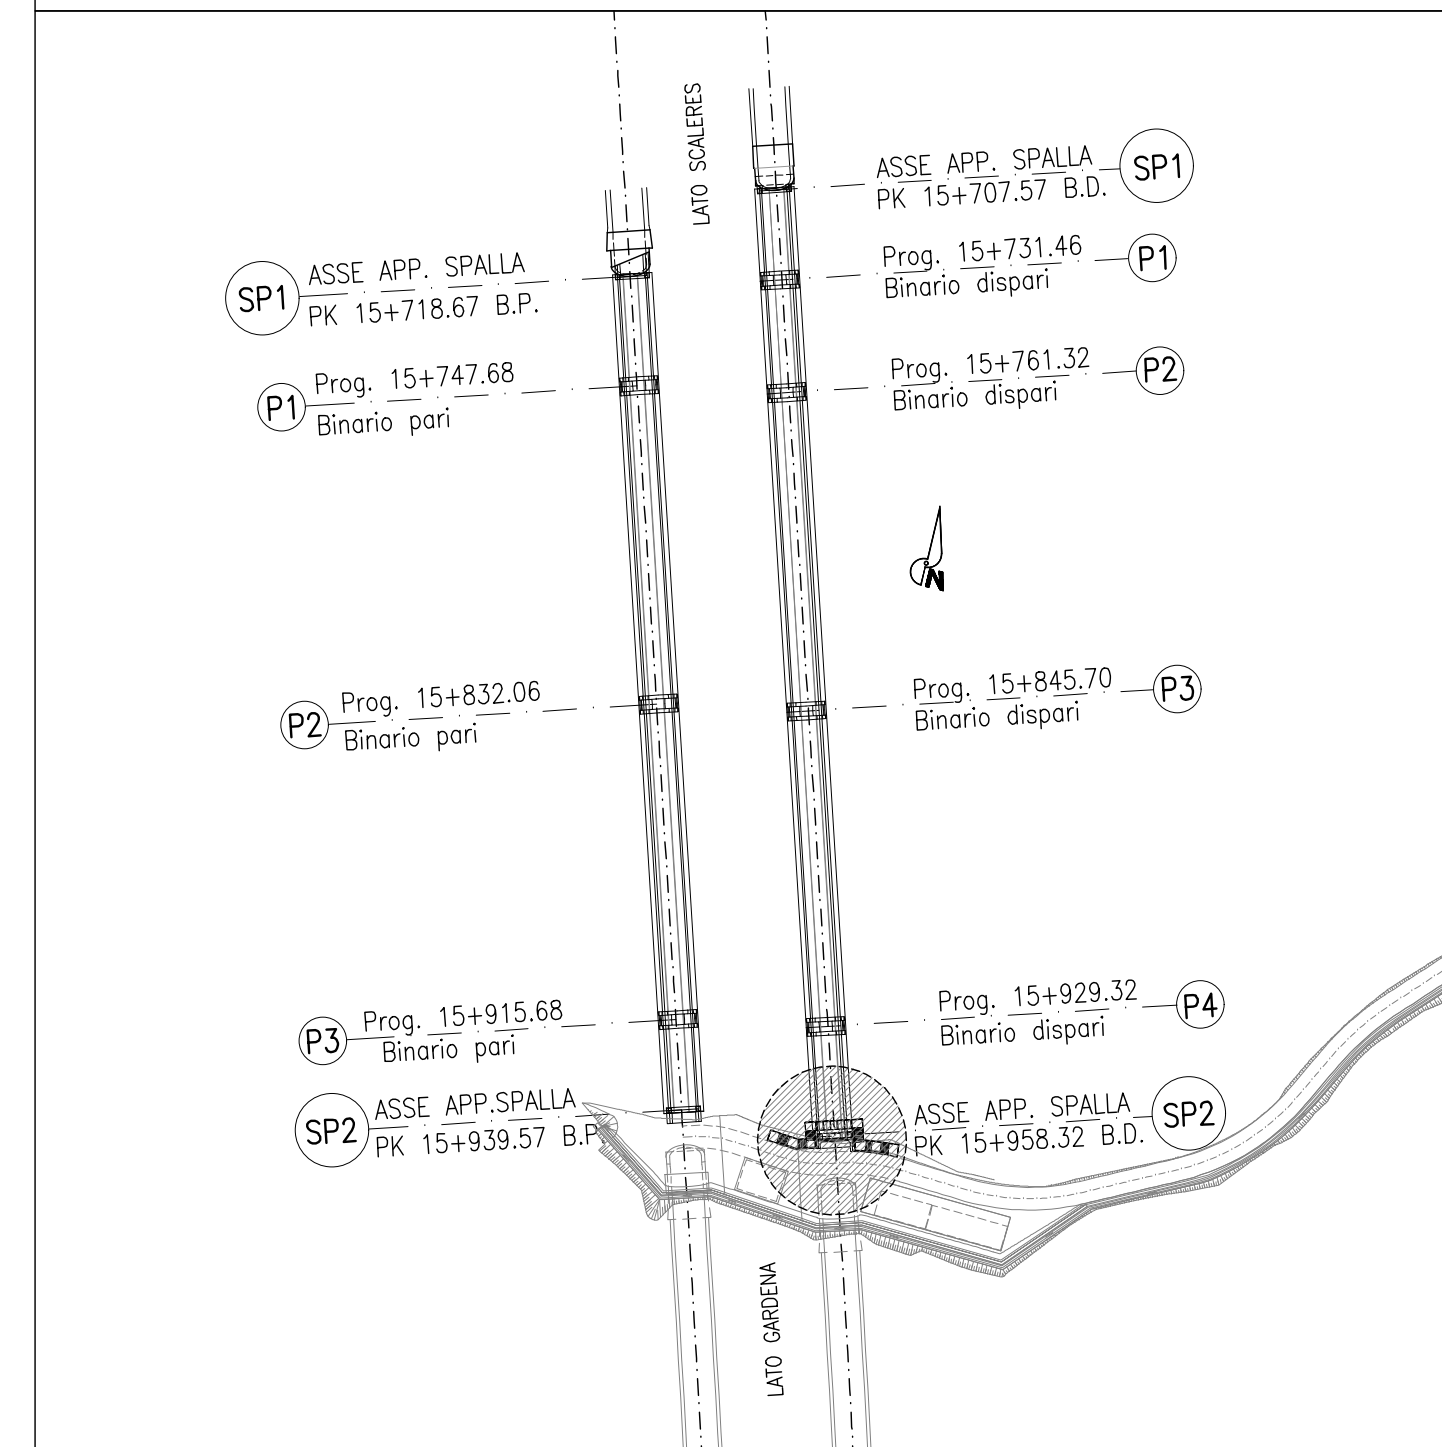 LATO SCALERES
ASSE APP. SPALLA
PK 15+707.57 B.D.
SP1
Prog. 15+731.46
Binario dispari
P1
ASSE APP. SPALLA
PK 15+718.67 B.P.
SP1
Prog. 15+747.68
Binario pari
P1
Prog. 15+761.32
Binario dispari
P2
N
Prog. 15+832.06
Binario pari
P2
Prog. 15+845.70
Binario dispari
P3
Prog. 15+915.68
Binario pari
P3
Prog. 15+929.32
Binario dispari
P4
ASSE APP.SPALLA
PK 15+939.57 B.P
SP2
ASSE APP. SPALLA
PK 15+958.32 B.D.
SP2
LATO GARDENA